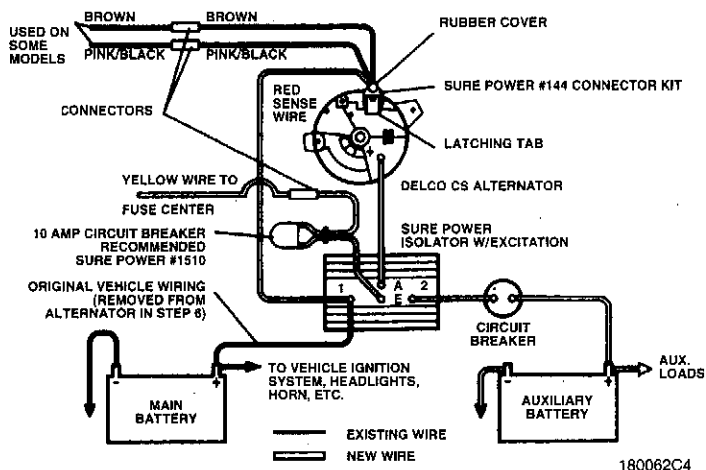 BROWN
BROWN
RUBBER COVER
USED ON
SOME
MODELS
PINK/BLACK
PINK/BLACK
SURE POWER #144 CONNECTOR KIT
RED
SENSE
WIRE
CONNECTORS
LATCHING TAB
+
DELCO CS ALTERNATOR
YELLOW WIRE TO
FUSE CENTER
10 AMP CIRCUIT BREAKER
RECOMMENDED
SURE POWER #1510
SURE POWER
ISOLATOR W/EXCITATION
1 A 2
E
ORIGINAL VEHICLE WIRING
(REMOVED FROM
ALTERNATOR IN STEP 6)
CIRCUIT
BREAKER
TO VEHICLE IGNITION
SYSTEM, HEADLIGHTS,
HORN, ETC.
AUX.
LOADS
- +
MAIN
BATTERY
- +
AUXILIARY
BATTERY
EXISTING WIRE
NEW WIRE
180062C4